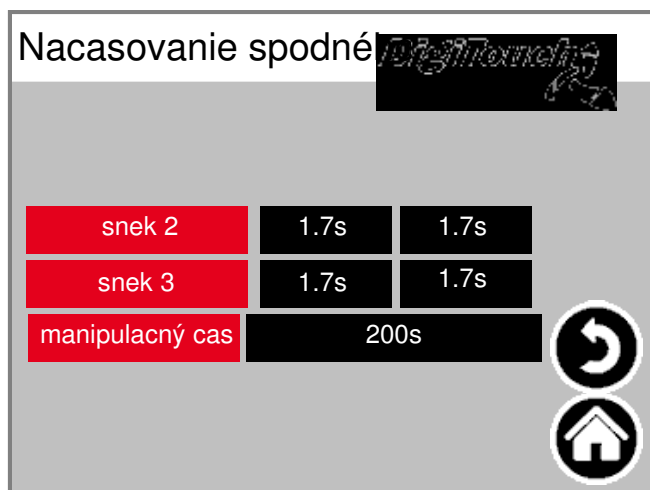 Nacasovanie spodné
DigiTouch
snek 2 1.7s 1.7s
snek 3 1.7s 1.7s
manipulacný cas 200s